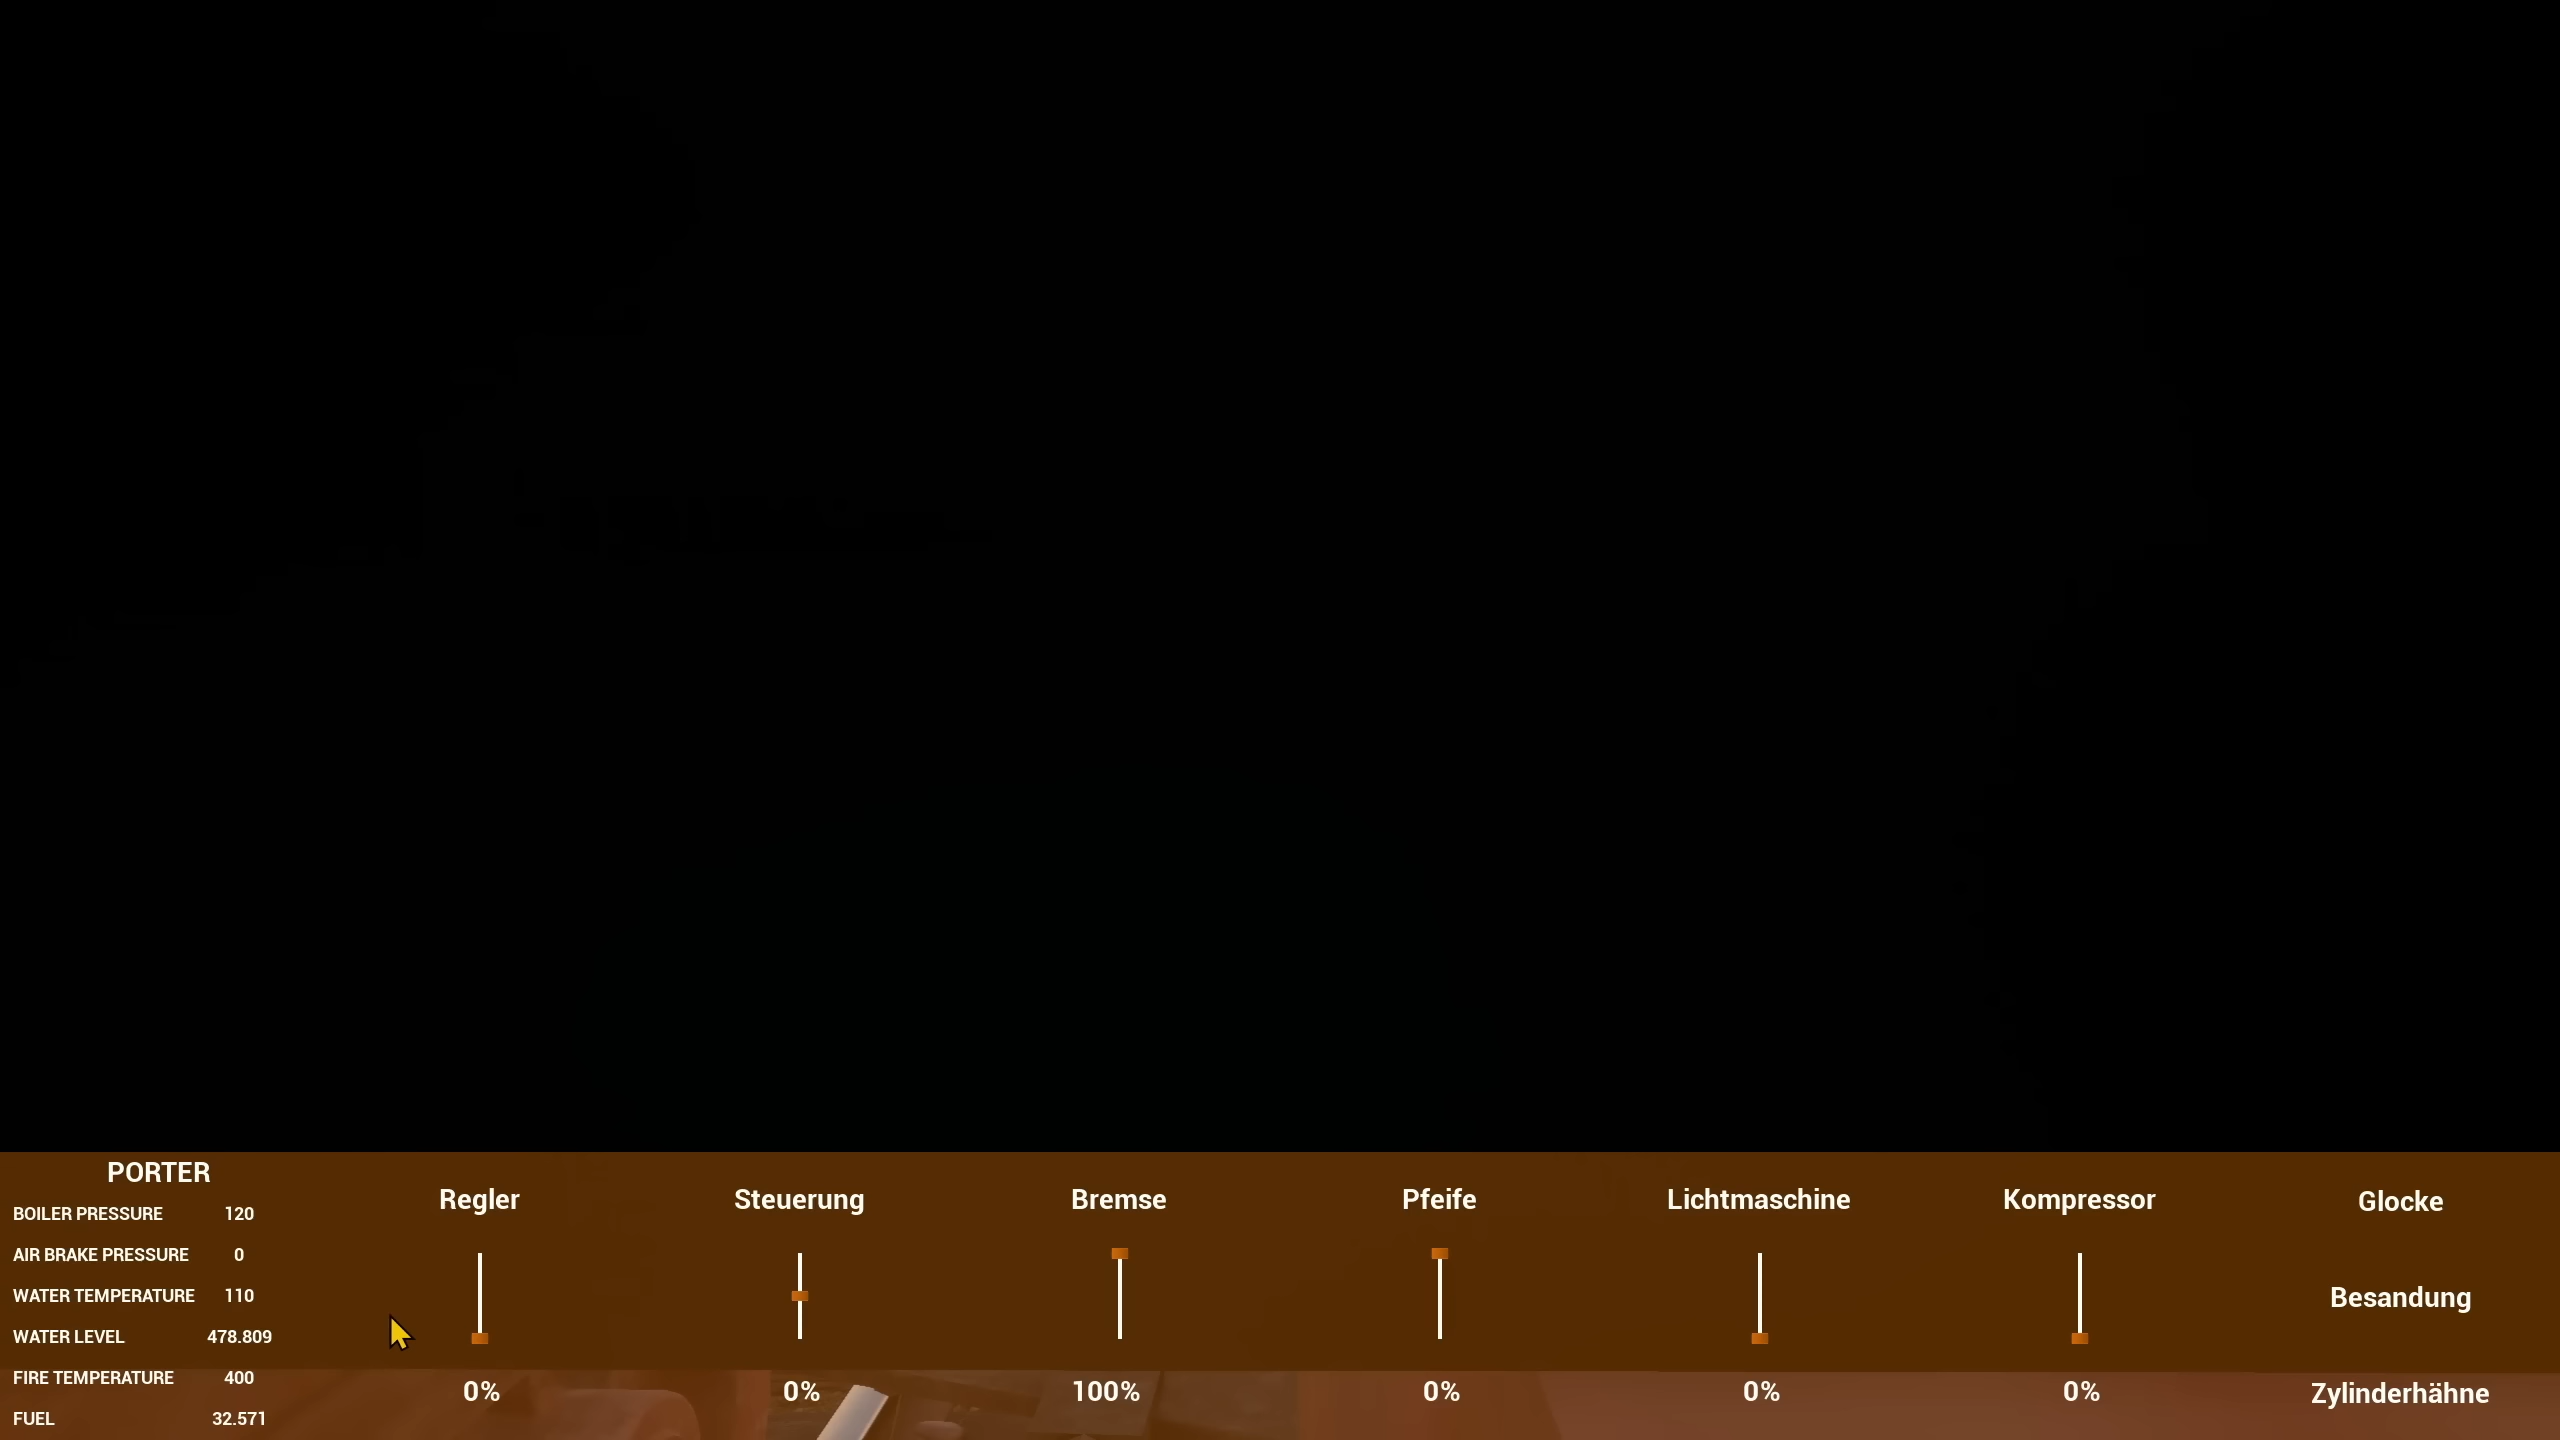 PORTER
BOILER PRESSURE 120
AIR BRAKE PRESSURE 0
WATER TEMPERATURE 110
WATER LEVEL 478.809
FIRE TEMPERATURE 400
FUEL 32.571
Regler
0%
Steuerung
0%
Bremse
100%
Pfeife
0%
Lichtmaschine
0%
Kompressor
0%
Glocke
Besandung
Zylinderhähne